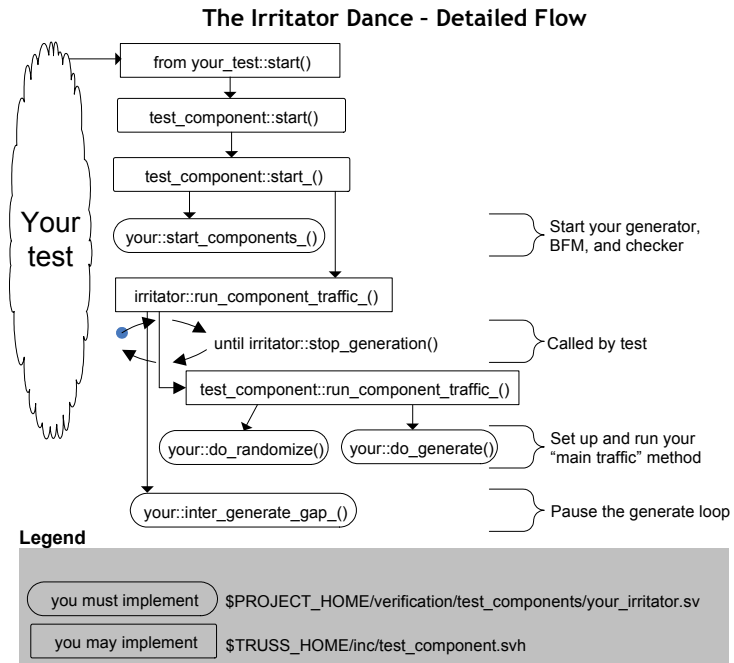 The Irritator Dance – Detailed Flow
from your_test::start()
test_component::start()
test_component::start_()
Your
test
your::start_components_()
Start your generator,
BFM, and checker
irritator::run_component_traffic_()
until irritator::stop_generation()
Called by test
test_component::run_component_traffic_()
your::do_randomize()
your::do_generate()
Set up and run your
“main traffic” method
your::inter_generate_gap_()
Pause the generate loop
Legend
you must implement
$PROJECT_HOME/verification/test_components/your_irritator.sv
you may implement
$TRUSS_HOME/inc/test_component.svh